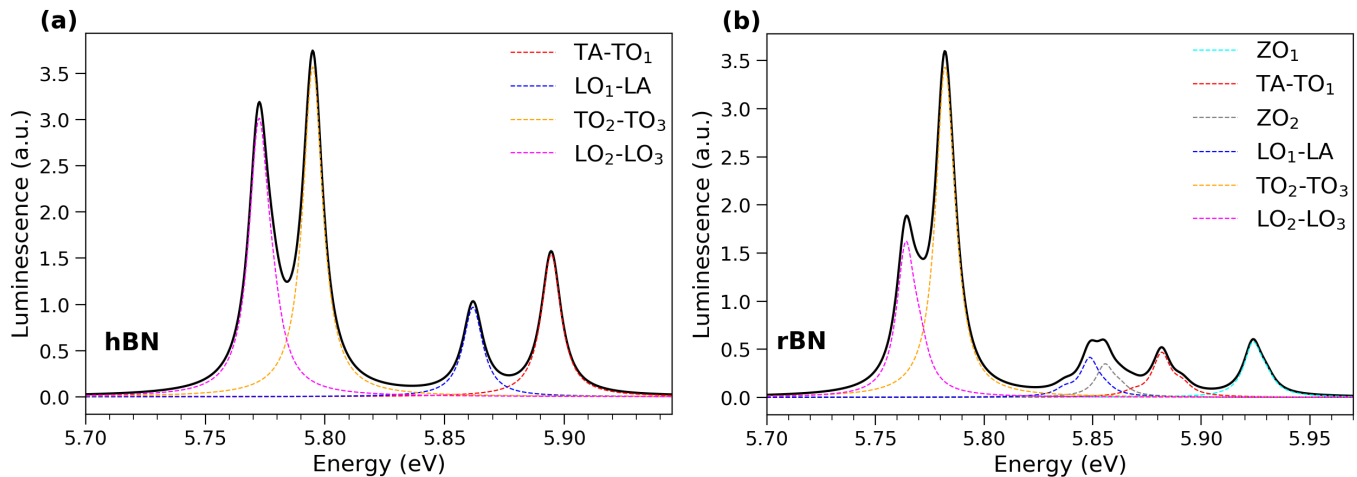 (a)
Luminescence (a.u.)
3.5
3.0
2.5
2.0
1.5
1.0
0.5
0.0
TA-TO₁
LO₁-LA
TO₂-TO₃
LO₂-LO₃
hBN
5.70 5.75 5.80 5.85 5.90
Energy (eV)
(b)
Luminescence (a.u.)
3.5
3.0
2.5
2.0
1.5
1.0
0.5
0.0
ZO₁
TA-TO₁
ZO₂
LO₁-LA
TO₂-TO₃
LO₂-LO₃
rBN
5.70 5.75 5.80 5.85 5.90 5.95
Energy (eV)